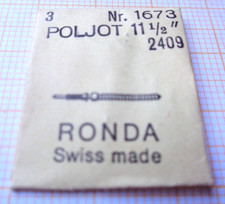 3 Nr. 1673
POLJOT 11 1/2"
2409
RONDA
Swiss made